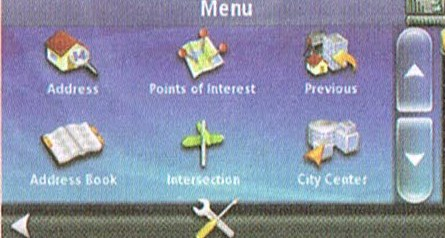 Menu
Address
Points of Interest
Previous
Address Book
Intersection
City Center